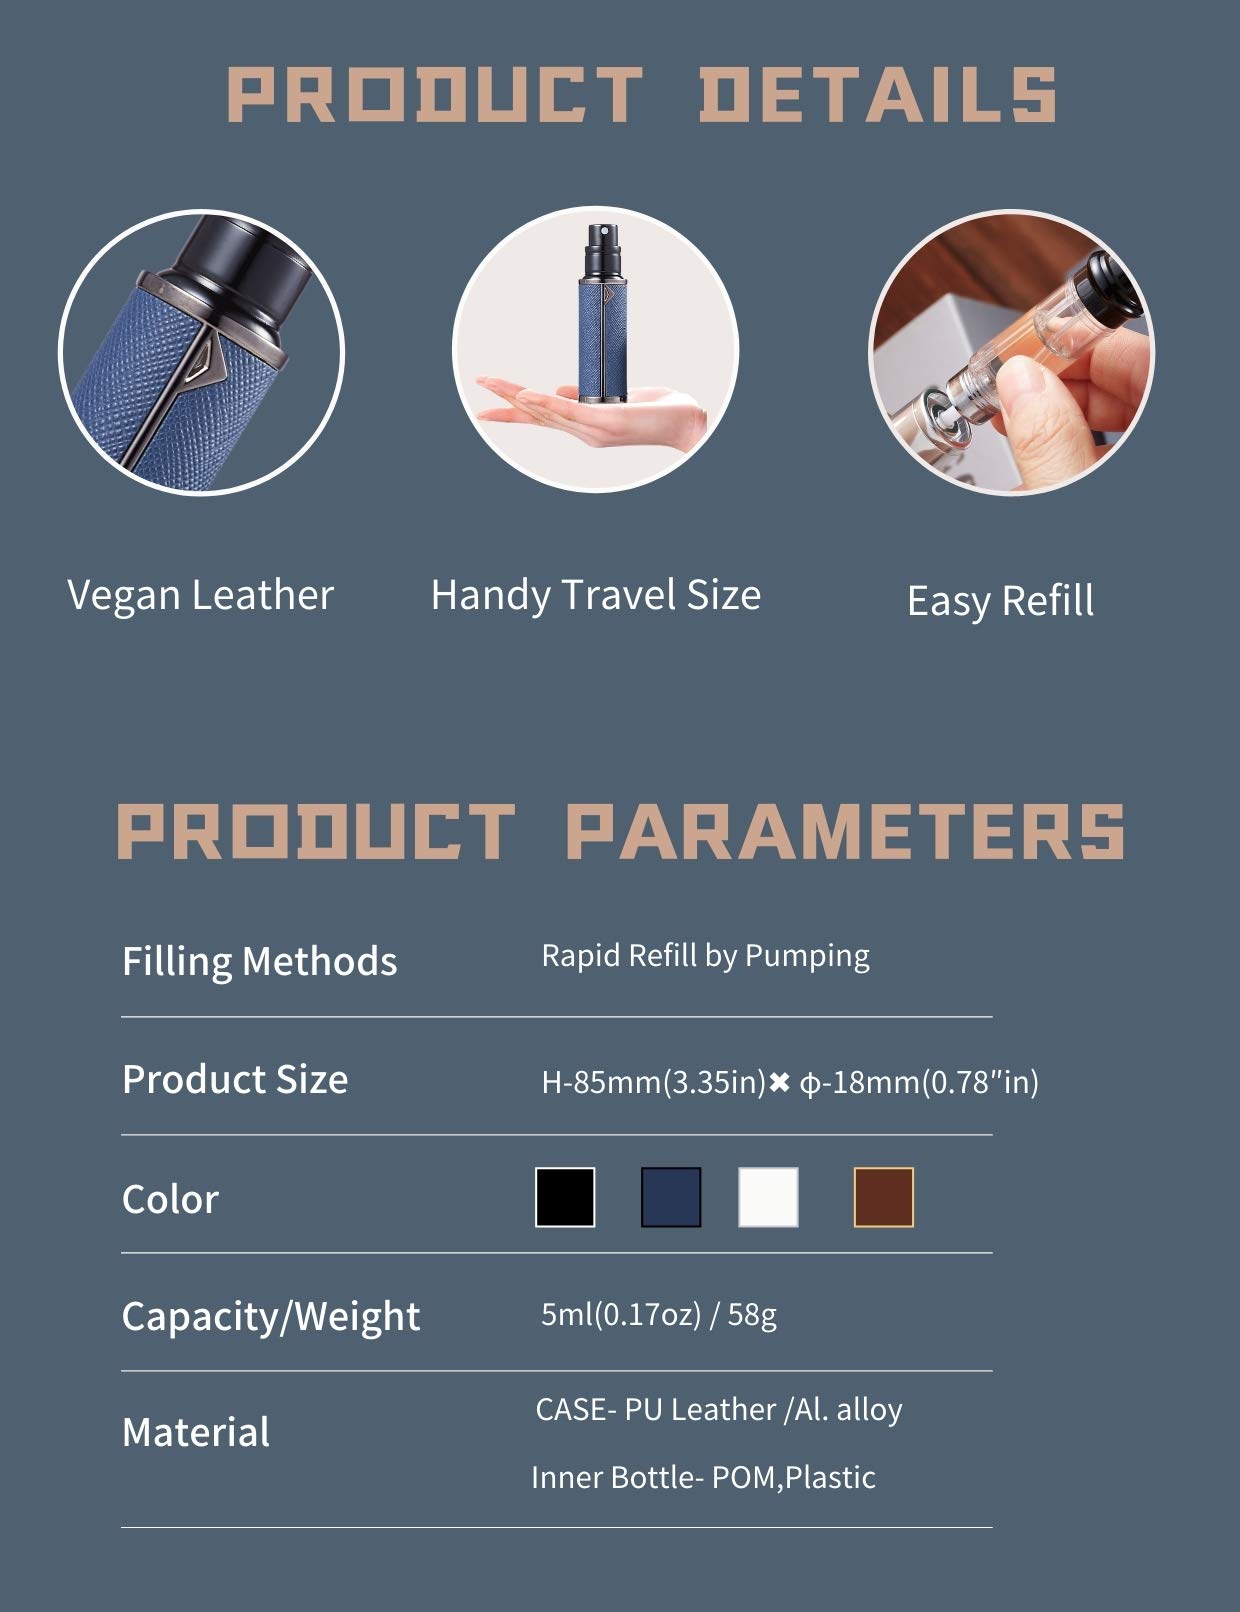 PRODUCT DETAILS
Vegan Leather
Handy Travel Size
Easy Refill
PRODUCT PARAMETERS
Filling Methods
Rapid Refill by Pumping
Product Size
H-85mm(3.35in)✖ ф-18mm(0.78″in)
Color
Capacity/Weight
5ml(0.17oz) / 58g
Material
CASE- PU Leather /Al. alloy
Inner Bottle- POM,Plastic